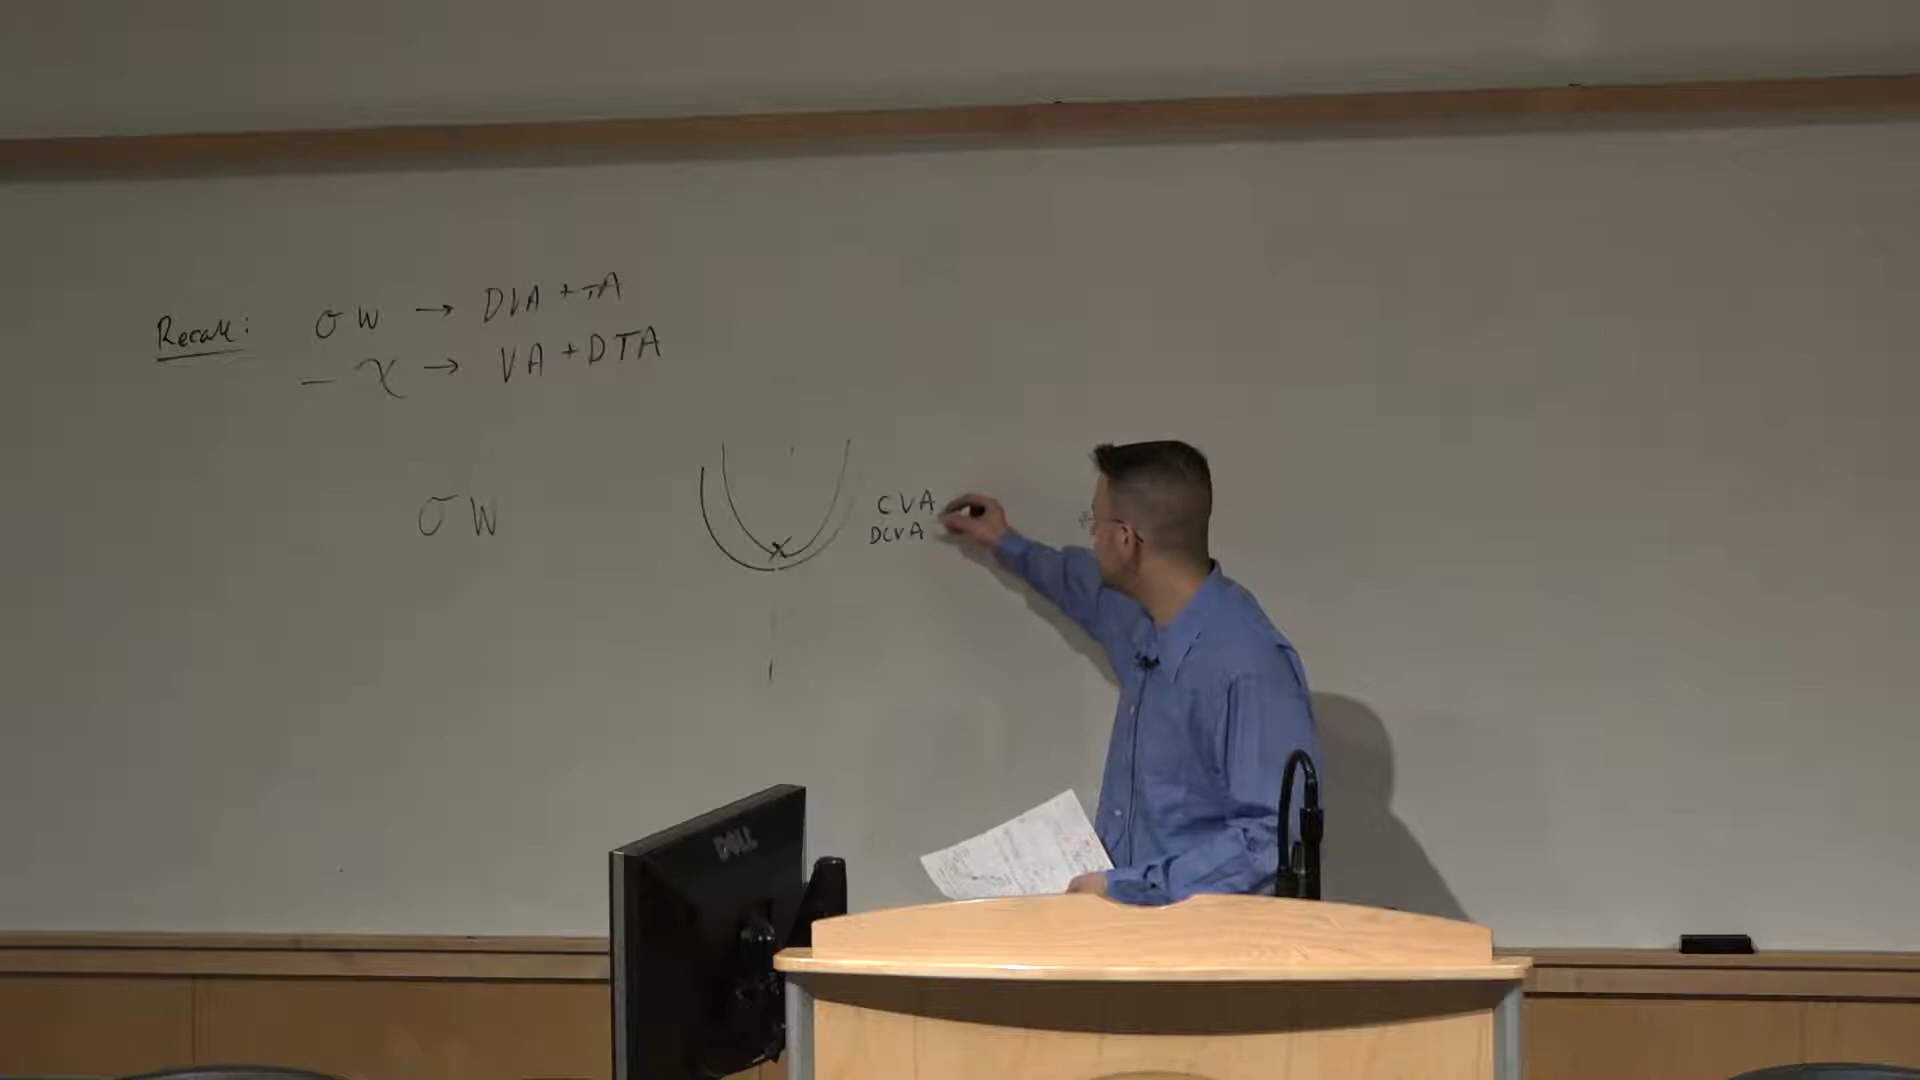 Recall: σ W → DVA + TA
– χ → VA + DTA
σ W
CVA
DCVA
DELL